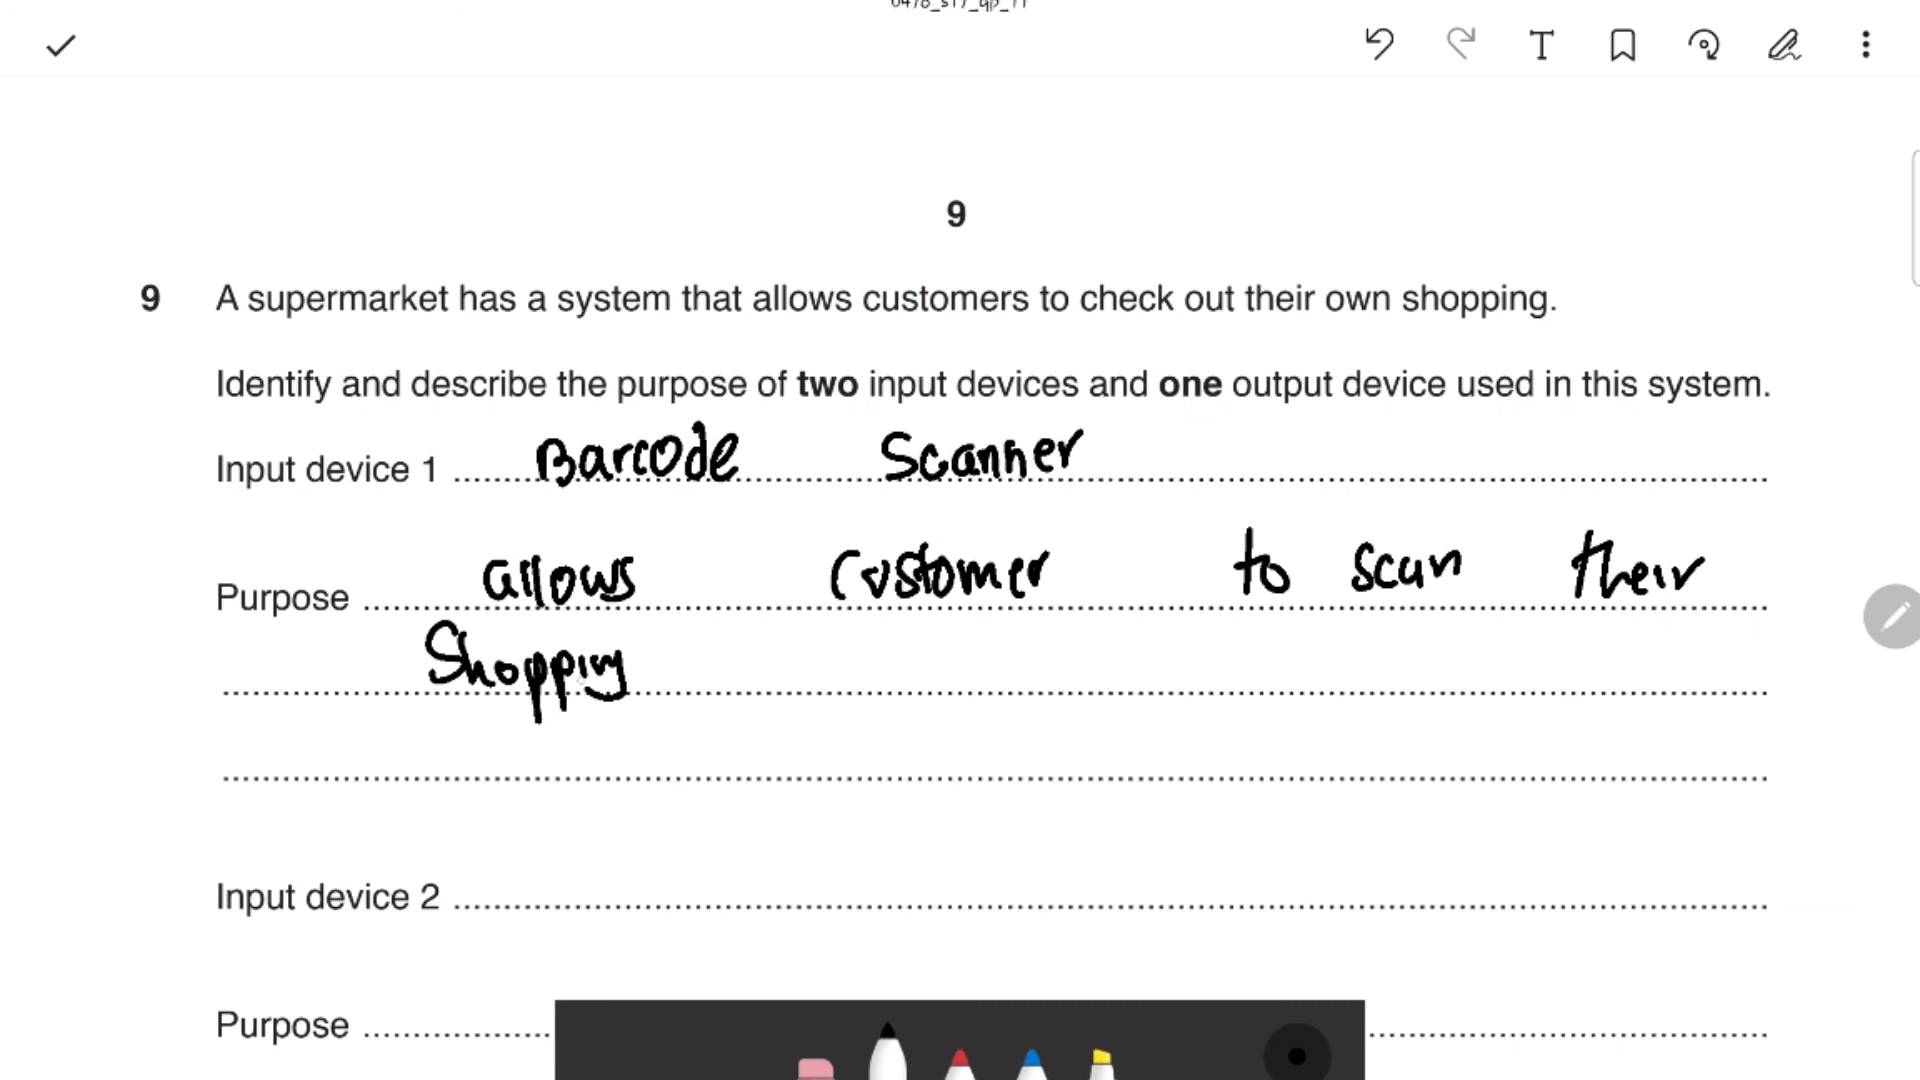 0478_s17_qp_11
9
9 A supermarket has a system that allows customers to check out their own shopping.
Identify and describe the purpose of two input devices and one output device used in this system.
Input device 1 Barcode Scanner
Purpose allows customer to scan their
Shopping
Input device 2
Purpose
T